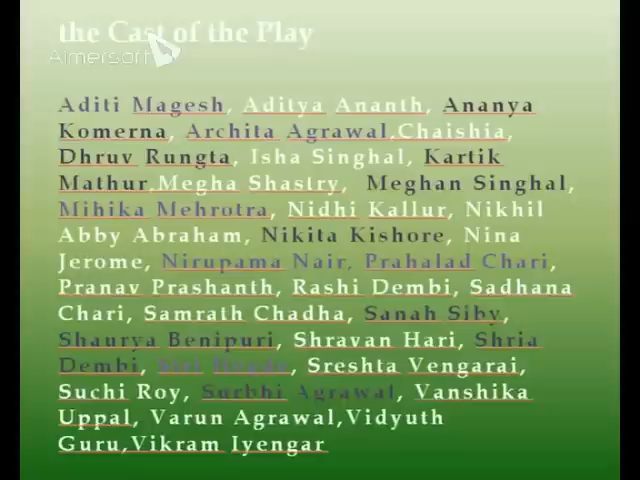 the Cast of the Play
Aimersoft
Aditi Magesh, Aditya Ananth, Ananya
Komerna, Archita Agrawal,Chaishia,
Dhruv Rungta, Isha Singhal, Kartik
Mathur,Megha Shastry, Meghan Singhal,
Mihika Mehrotra, Nidhi Kallur, Nikhil
Abby Abraham, Nikita Kishore, Nina
Jerome, Nirupama Nair, Prahalad Chari,
Pranav Prashanth, Rashi Dembi, Sadhana
Chari, Samrath Chadha, Sanah Siby,
Shaurya Benipuri, Shravan Hari, Shria
Dembi, Sreshta Vengarai,
Suchi Roy, Surbhi Agrawal, Vanshika
Uppal, Varun Agrawal,Vidyuth
Guru,Vikram Iyengar